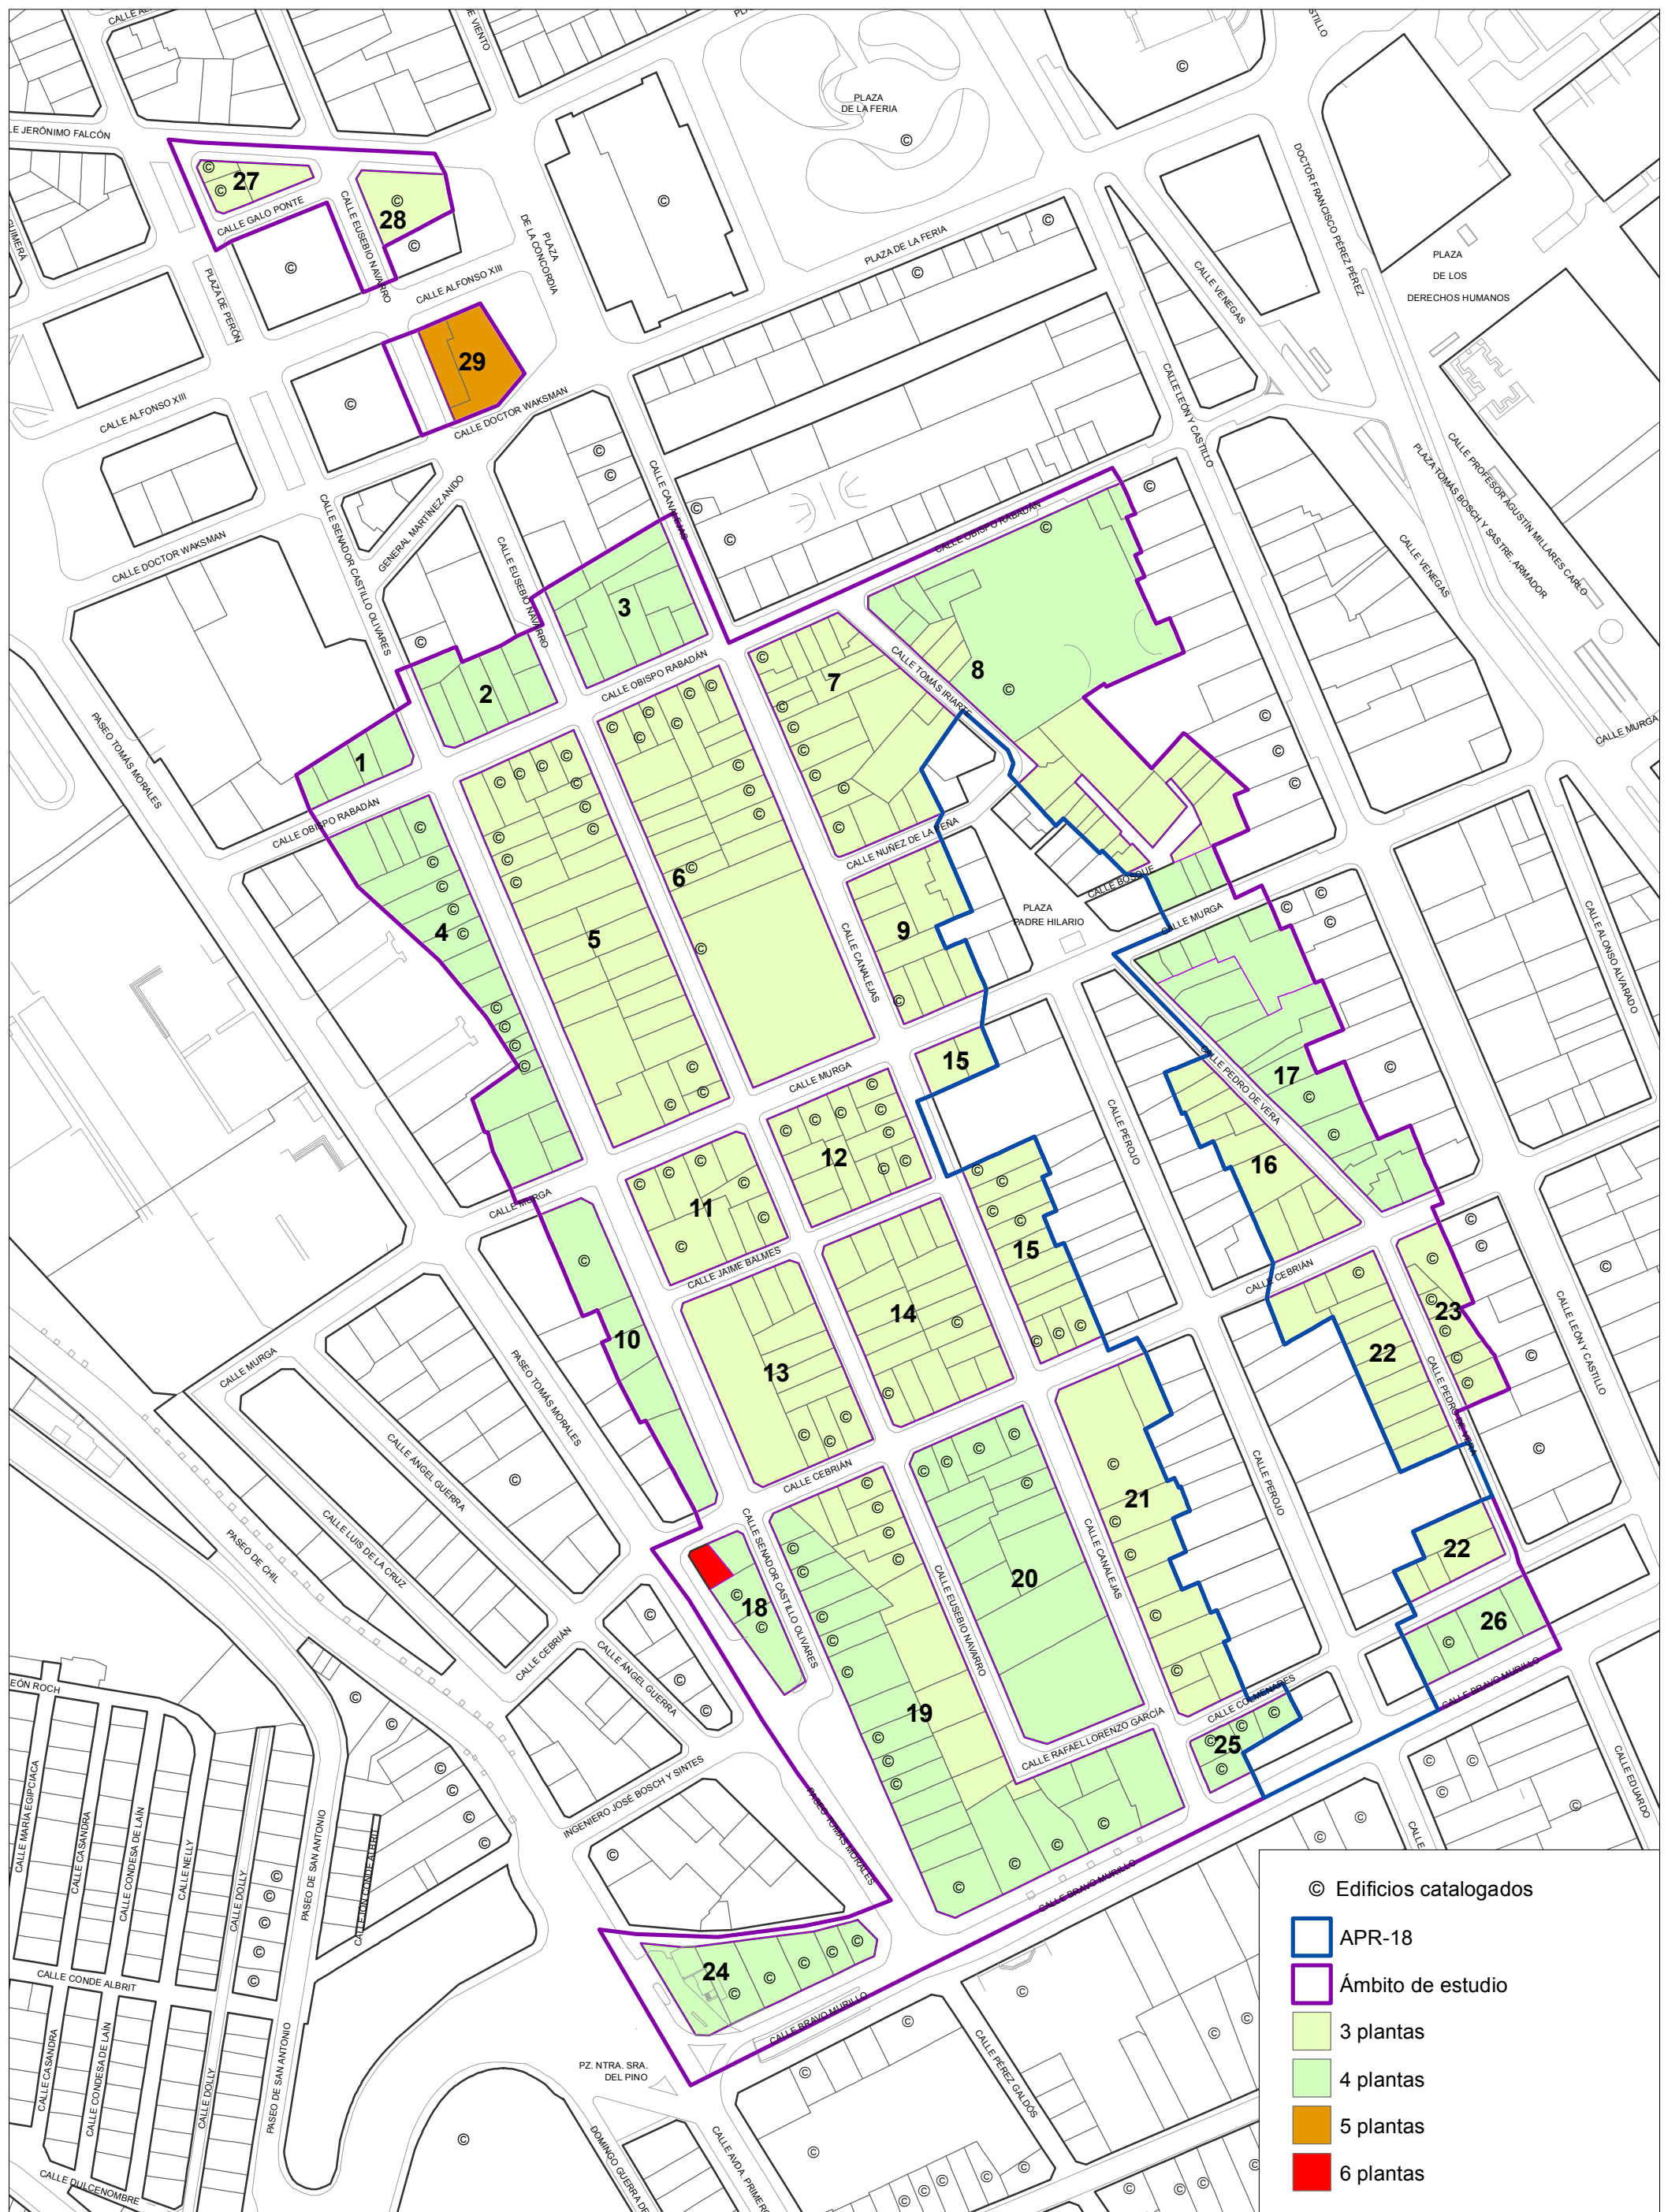 PLAZA
DE LA FERIA
©
LE JERÓNIMO FALCÓN
27
CALLE GALO PONTE
CALLE EUSEBIO NAVARRO
28
PLAZA
DE LA CONCORDIA
PLAZA DE PERÓN
CALLE ALFONSO XIII
29
CALLE ALFONSO XIII
CALLE DOCTOR WAKSMAN
PLAZA DE LA FERIA
CALLE VENEGAS
DOCTOR FRANCISCO PÉREZ PÉREZ
PLAZA
DE LOS
DERECHOS HUMANOS
CALLE LEÓN Y CASTILLO
CALLE PROFESOR AGUSTÍN MILLARES CARLO
PLAZA TOMÁS BOSCH Y SASTRE, ARMADOR
CALLE VENEGAS
CALLE MURGA
CALLE SENADOR CASTILLO OLIVARES
GENERAL MARTÍNEZ ANIDO
CALLE EUSEBIO NAVARRO
CALLE CANALEJAS
CALLE OBISPO RABADÁN
CALLE DOCTOR WAKSMAN
3
2
1
CALLE OBISPO RABADÁN
7
8
CALLE TOMÁS IRIARTE
PASEO TOMÁS MORALES
CALLE OBISPO RABADÁN
4
5
6
CALLE NUÑEZ DE LA PEÑA
CALLE BOSQUE
9
PLAZA
PADRE HILARIO
CALLE MURGA
CALLE CANALEJAS
CALLE ALONSO ALVARADO
15
CALLE MURGA
CALLE PEROJO
CALLE PEDRO DE VERA
17
16
12
11
CALLE MURGA
CALLE JAIME BALMES
15
CALLE CEBRIÁN
10
14
13
22
23
CALLE LEÓN Y CASTILLO
CALLE PEDRO DE VERA
CALLE MURGA
PASEO TOMÁS MORALES
CALLE ANGEL GUERRA
CALLE LUIS DE LA CRUZ
PASEO DE CHIL
CALLE CEBRIÁN
CALLE SENADOR CASTILLO OLIVARES
18
CALLE CEBRIÁN
CALLE ANGEL GUERRA
20
CALLE EUSEBIO NAVARRO
21
CALLE CANALEJAS
CALLE PEROJO
22
26
CALLE BRAVO MURILLO
19
CALLE COLMENARES
25
CALLE RAFAEL LORENZO GARCÍA
CALLE EDUARDO
INGENIERO JOSÉ BOSCH Y SINTES
PASEO TOMÁS MORALES
CALLE BRAVO MURILLO
24
CALLE BRAVO MURILLO
PZ. NTRA. SRA.
DEL PINO
CALLE PÉREZ GALDÓS
CALLE AVDA. PRIMERO
DOMINGO GUERRA DE
EÓN ROCH
CALLE MARÍA EGIPCIACA
CALLE CASANDRA
CALLE CONDESA DE LAÍN
CALLE NELLY
CALLE DOLLY
PASEO DE SAN ANTONIO
CALLEJÓN CONDE ALBRIT
CALLE CONDE ALBRIT
CALLE CASANDRA
CALLE CONDESA DE LAÍN
CALLE DOLLY
PASEO DE SAN ANTONIO
CALLE DULCENOMBRE
© Edificios catalogados
APR-18
Ámbito de estudio
3 plantas
4 plantas
5 plantas
6 plantas